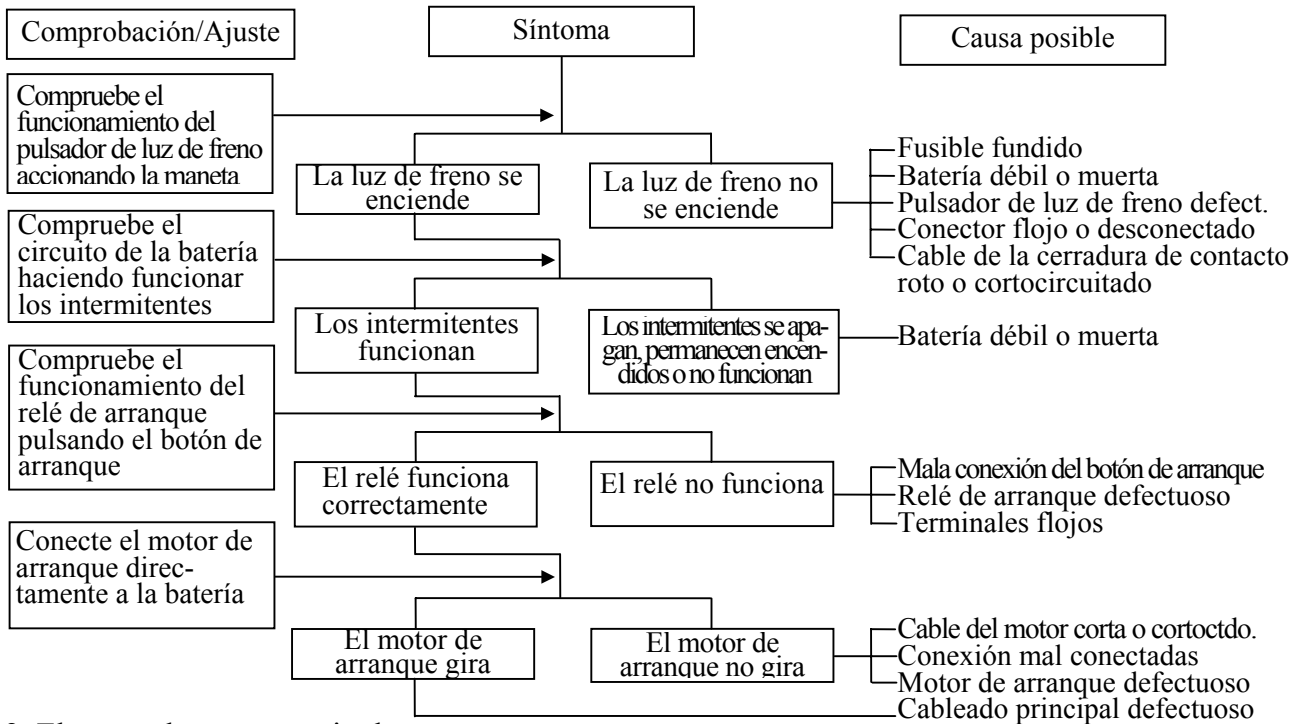 Comprobación/Ajuste
Síntoma
Causa posible
Compruebe el
funcionamiento del
pulsador de luz de freno
accionando la maneta
La luz de freno se
enciende
La luz de freno no
se enciende
Fusible fundido
Batería débil o muerta
Pulsador de luz de freno defect.
Conector flojo o desconectado
Cable de la cerradura de contacto
roto o cortocircuitado
Compruebe el
circuito de la batería
haciendo funcionar
los intermitentes
Los intermitentes
funcionan
Los intermitentes se apa-
gan, permanecen encen-
didos o no funcionan
Batería débil o muerta
Compruebe el
funcionamiento del
relé de arranque
pulsando el botón de
arranque
El relé funciona
correctamente
El relé no funciona
Mala conexión del botón de arranque
Relé de arranque defectuoso
Terminales flojos
Conecte el motor de
arranque direc-
tamente a la batería
El motor de
arranque gira
El motor de
arranque no gira
Cable del motor corta o cortoctdo.
Conexión mal conectadas
Motor de arranque defectuoso
Cableado principal defectuoso